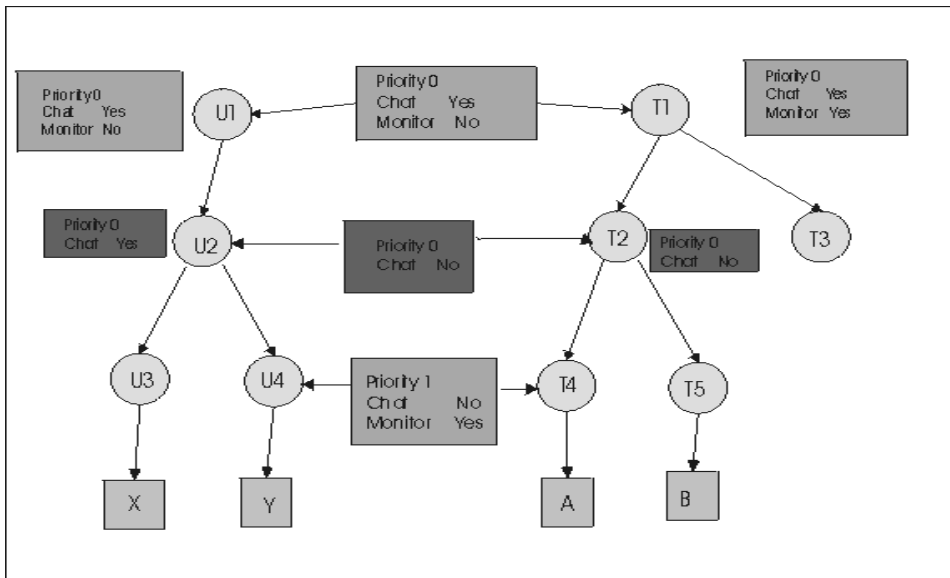 Priority 0
Chat Yes
Monitor No
U1
Priority 0
Chat Yes
Monitor No
T1
Priority 0
Chat Yes
Monitor Yes
Priority 0
Chat Yes
U2
Priority 0
Chat No
T2
Priority 0
Chat No
T3
U3
U4
Priority 1
Chat No
Monitor Yes
T4
T5
X
Y
A
B